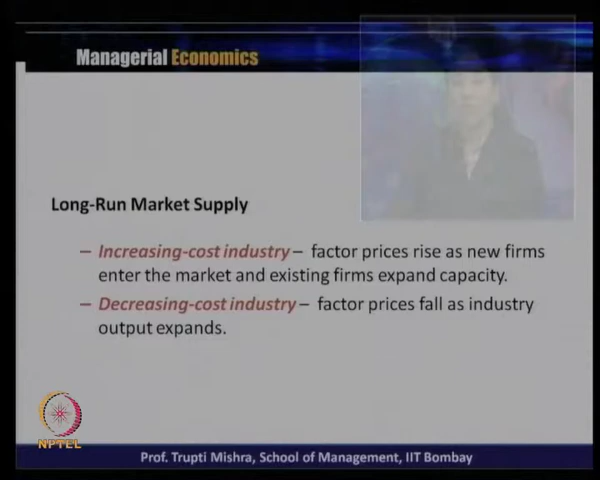 Managerial Economics
Long-Run Market Supply
– Increasing-cost industry – factor prices rise as new firms
enter the market and existing firms expand capacity.
– Decreasing-cost industry – factor prices fall as industry
output expands.
NPTEL
Prof. Trupti Mishra, School of Management, IIT Bombay